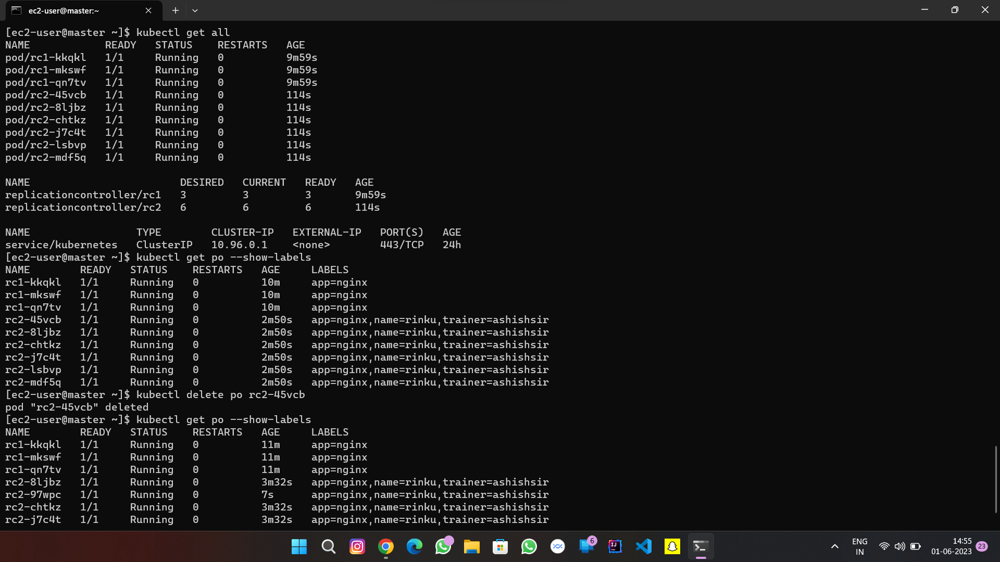 ec2-user@master:~
[ec2-user@master ~]$ kubectl get all
NAME            READY   STATUS    RESTARTS   AGE
pod/rc1-kkqkl   1/1     Running   0          9m59s
pod/rc1-mkswf   1/1     Running   0          9m59s
pod/rc1-qn7tv   1/1     Running   0          9m59s
pod/rc2-45vcb   1/1     Running   0          114s
pod/rc2-8ljbz   1/1     Running   0          114s
pod/rc2-chtkz   1/1     Running   0          114s
pod/rc2-j7c4t   1/1     Running   0          114s
pod/rc2-lsbvp   1/1     Running   0          114s
pod/rc2-mdf5q   1/1     Running   0          114s
NAME                        DESIRED   CURRENT   READY   AGE
replicationcontroller/rc1   3         3         3       9m59s
replicationcontroller/rc2   6         6         6       114s
NAME                 TYPE        CLUSTER-IP   EXTERNAL-IP   PORT(S)   AGE
service/kubernetes   ClusterIP   10.96.0.1    <none>        443/TCP   24h
[ec2-user@master ~]$ kubectl get po --show-labels
NAME        READY   STATUS    RESTARTS   AGE     LABELS
rc1-kkqkl   1/1     Running   0          10m     app=nginx
rc1-mkswf   1/1     Running   0          10m     app=nginx
rc1-qn7tv   1/1     Running   0          10m     app=nginx
rc2-45vcb   1/1     Running   0          2m50s   app=nginx,name=rinku,trainer=ashishsir
rc2-8ljbz   1/1     Running   0          2m50s   app=nginx,name=rinku,trainer=ashishsir
rc2-chtkz   1/1     Running   0          2m50s   app=nginx,name=rinku,trainer=ashishsir
rc2-j7c4t   1/1     Running   0          2m50s   app=nginx,name=rinku,trainer=ashishsir
rc2-lsbvp   1/1     Running   0          2m50s   app=nginx,name=rinku,trainer=ashishsir
rc2-mdf5q   1/1     Running   0          2m50s   app=nginx,name=rinku,trainer=ashishsir
[ec2-user@master ~]$ kubectl delete po rc2-45vcb
pod "rc2-45vcb" deleted
[ec2-user@master ~]$ kubectl get po --show-labels
NAME        READY   STATUS    RESTARTS   AGE     LABELS
rc1-kkqkl   1/1     Running   0          11m     app=nginx
rc1-mkswf   1/1     Running   0          11m     app=nginx
rc1-qn7tv   1/1     Running   0          11m     app=nginx
rc2-8ljbz   1/1     Running   0          3m32s   app=nginx,name=rinku,trainer=ashishsir
rc2-97wpc   1/1     Running   0          7s      app=nginx,name=rinku,trainer=ashishsir
rc2-chtkz   1/1     Running   0          3m32s   app=nginx,name=rinku,trainer=ashishsir
rc2-j7c4t   1/1     Running   0          3m32s   app=nginx,name=rinku,trainer=ashishsir
6
IJ
ENG
IN
14:55
01-06-2023
23